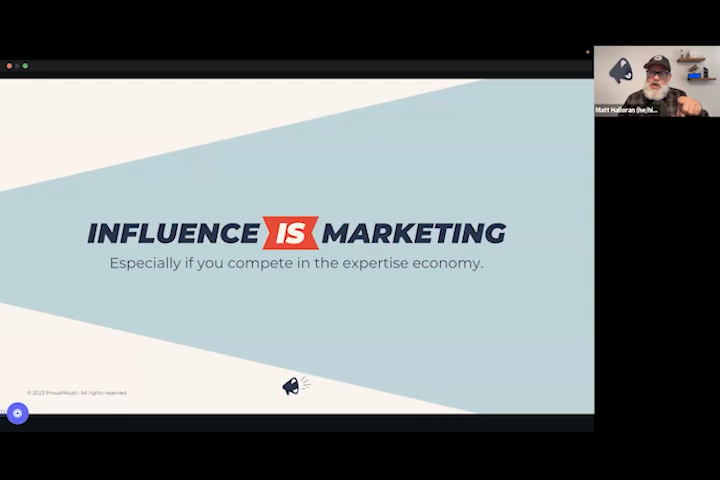 Matt Halloran (he/hi...
INFLUENCE IS MARKETING
Especially if you compete in the expertise economy.
© 2023 ProudMouth. All rights reserved.